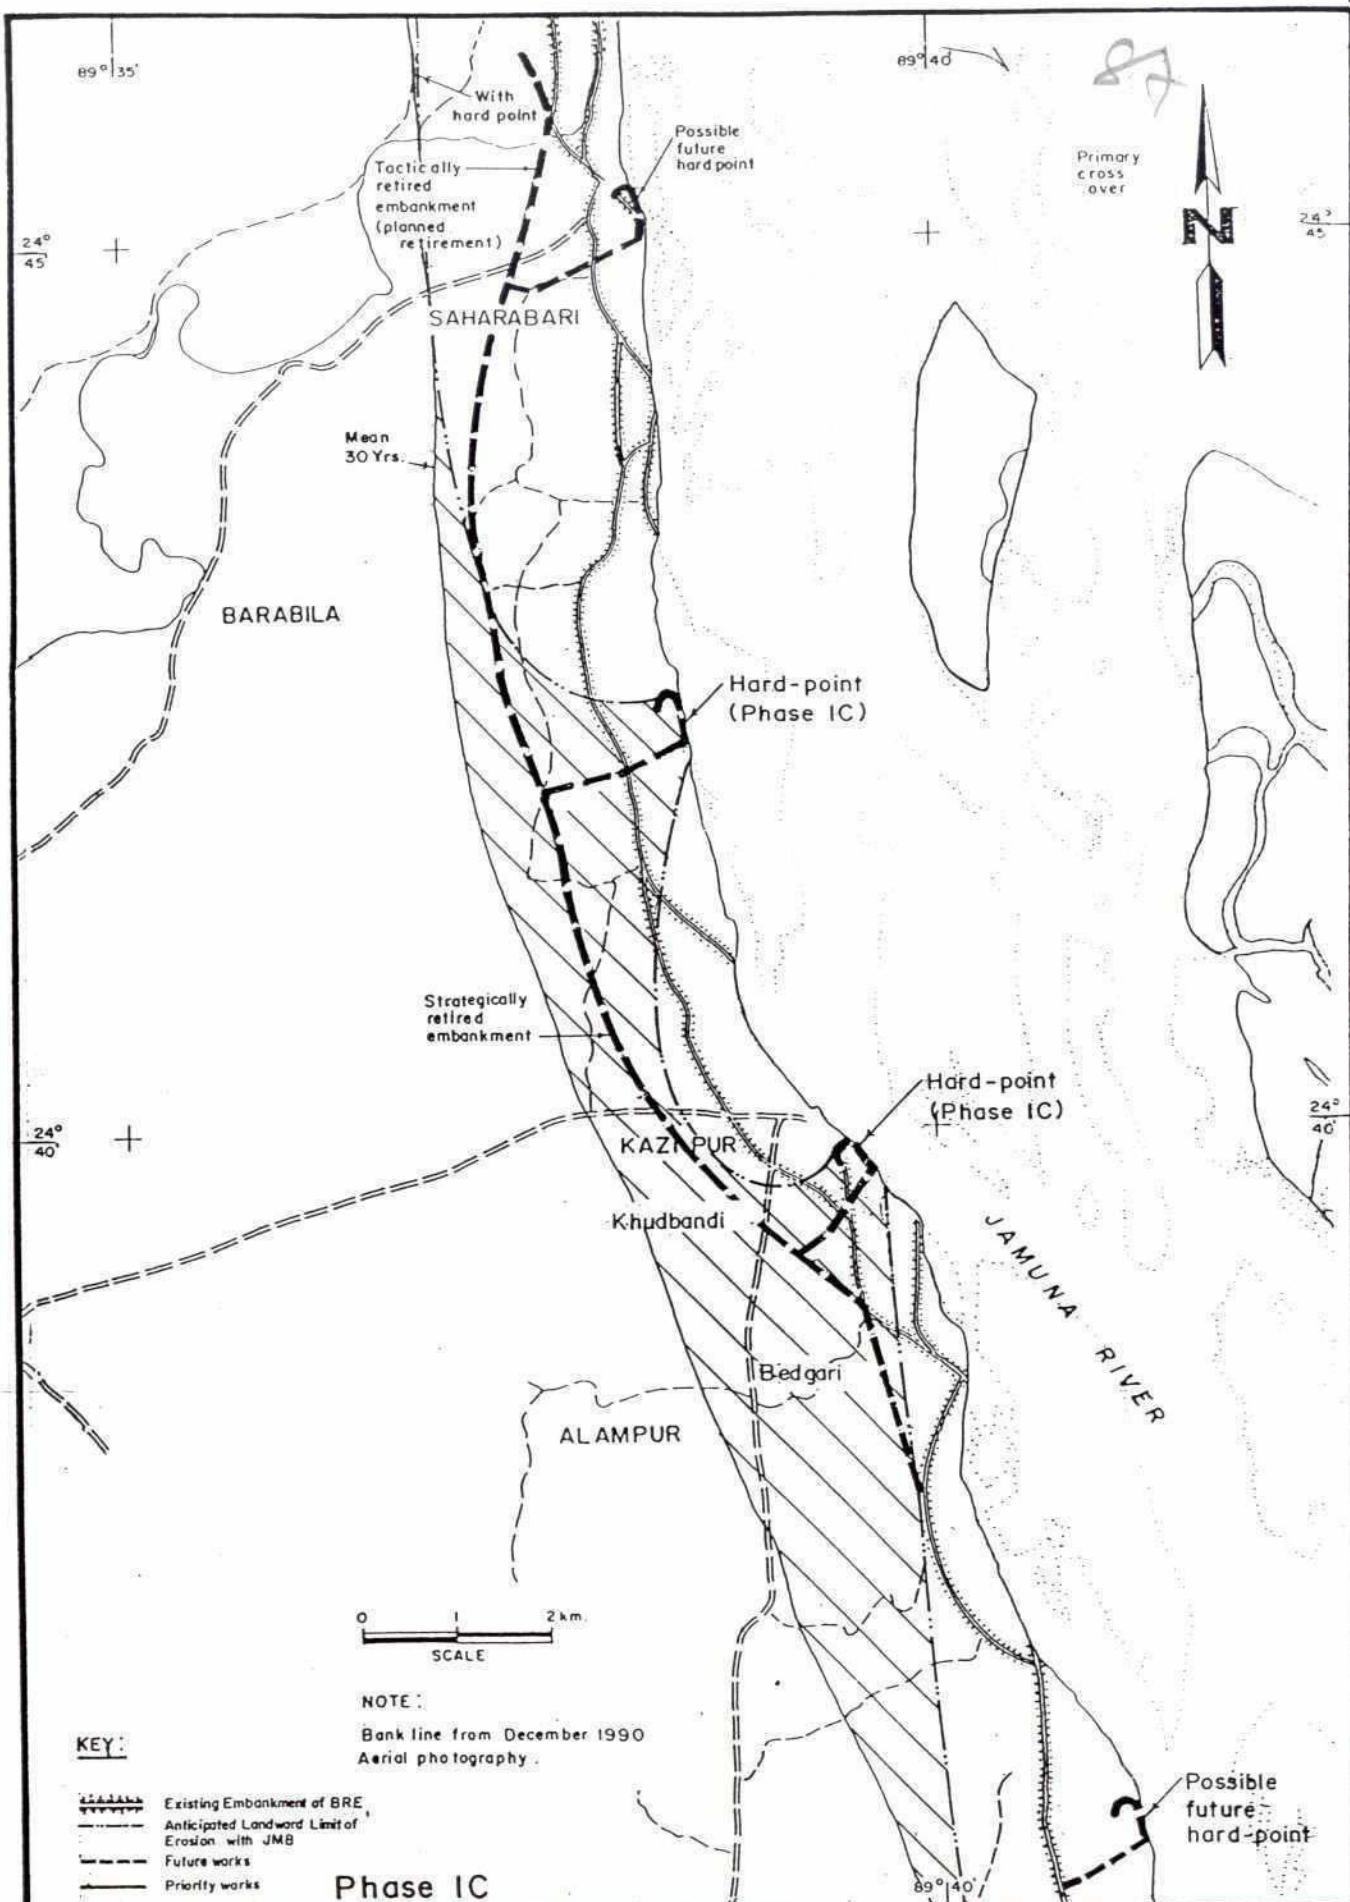 89° 35'
89° 40'
With
hard point
Possible
future
hard point
Primary
cross
over
Tactically
retired
embankment
(planned
retirement)
N
24°
45'
24°
45
SAHARABARI
Mean
30 Yrs.
BARABILA
Hard-point
(Phase 1C)
Strategically
retired
embankment
Hard-point
(Phase 1C)
24°
40'
24°
40'
KAZIPUR
Khudbandi
JAMUNA RIVER
Bedgari
ALAMPUR
0 1 2 km.
SCALE
NOTE:
Bank line from December 1990
Aerial photography.
KEY:
Existing Embankment of BRE
Anticipated Landward Limit of
Erosion with JMB
Future works
Priority works
Possible
future
hard-point
Phase 1C
89° 40'